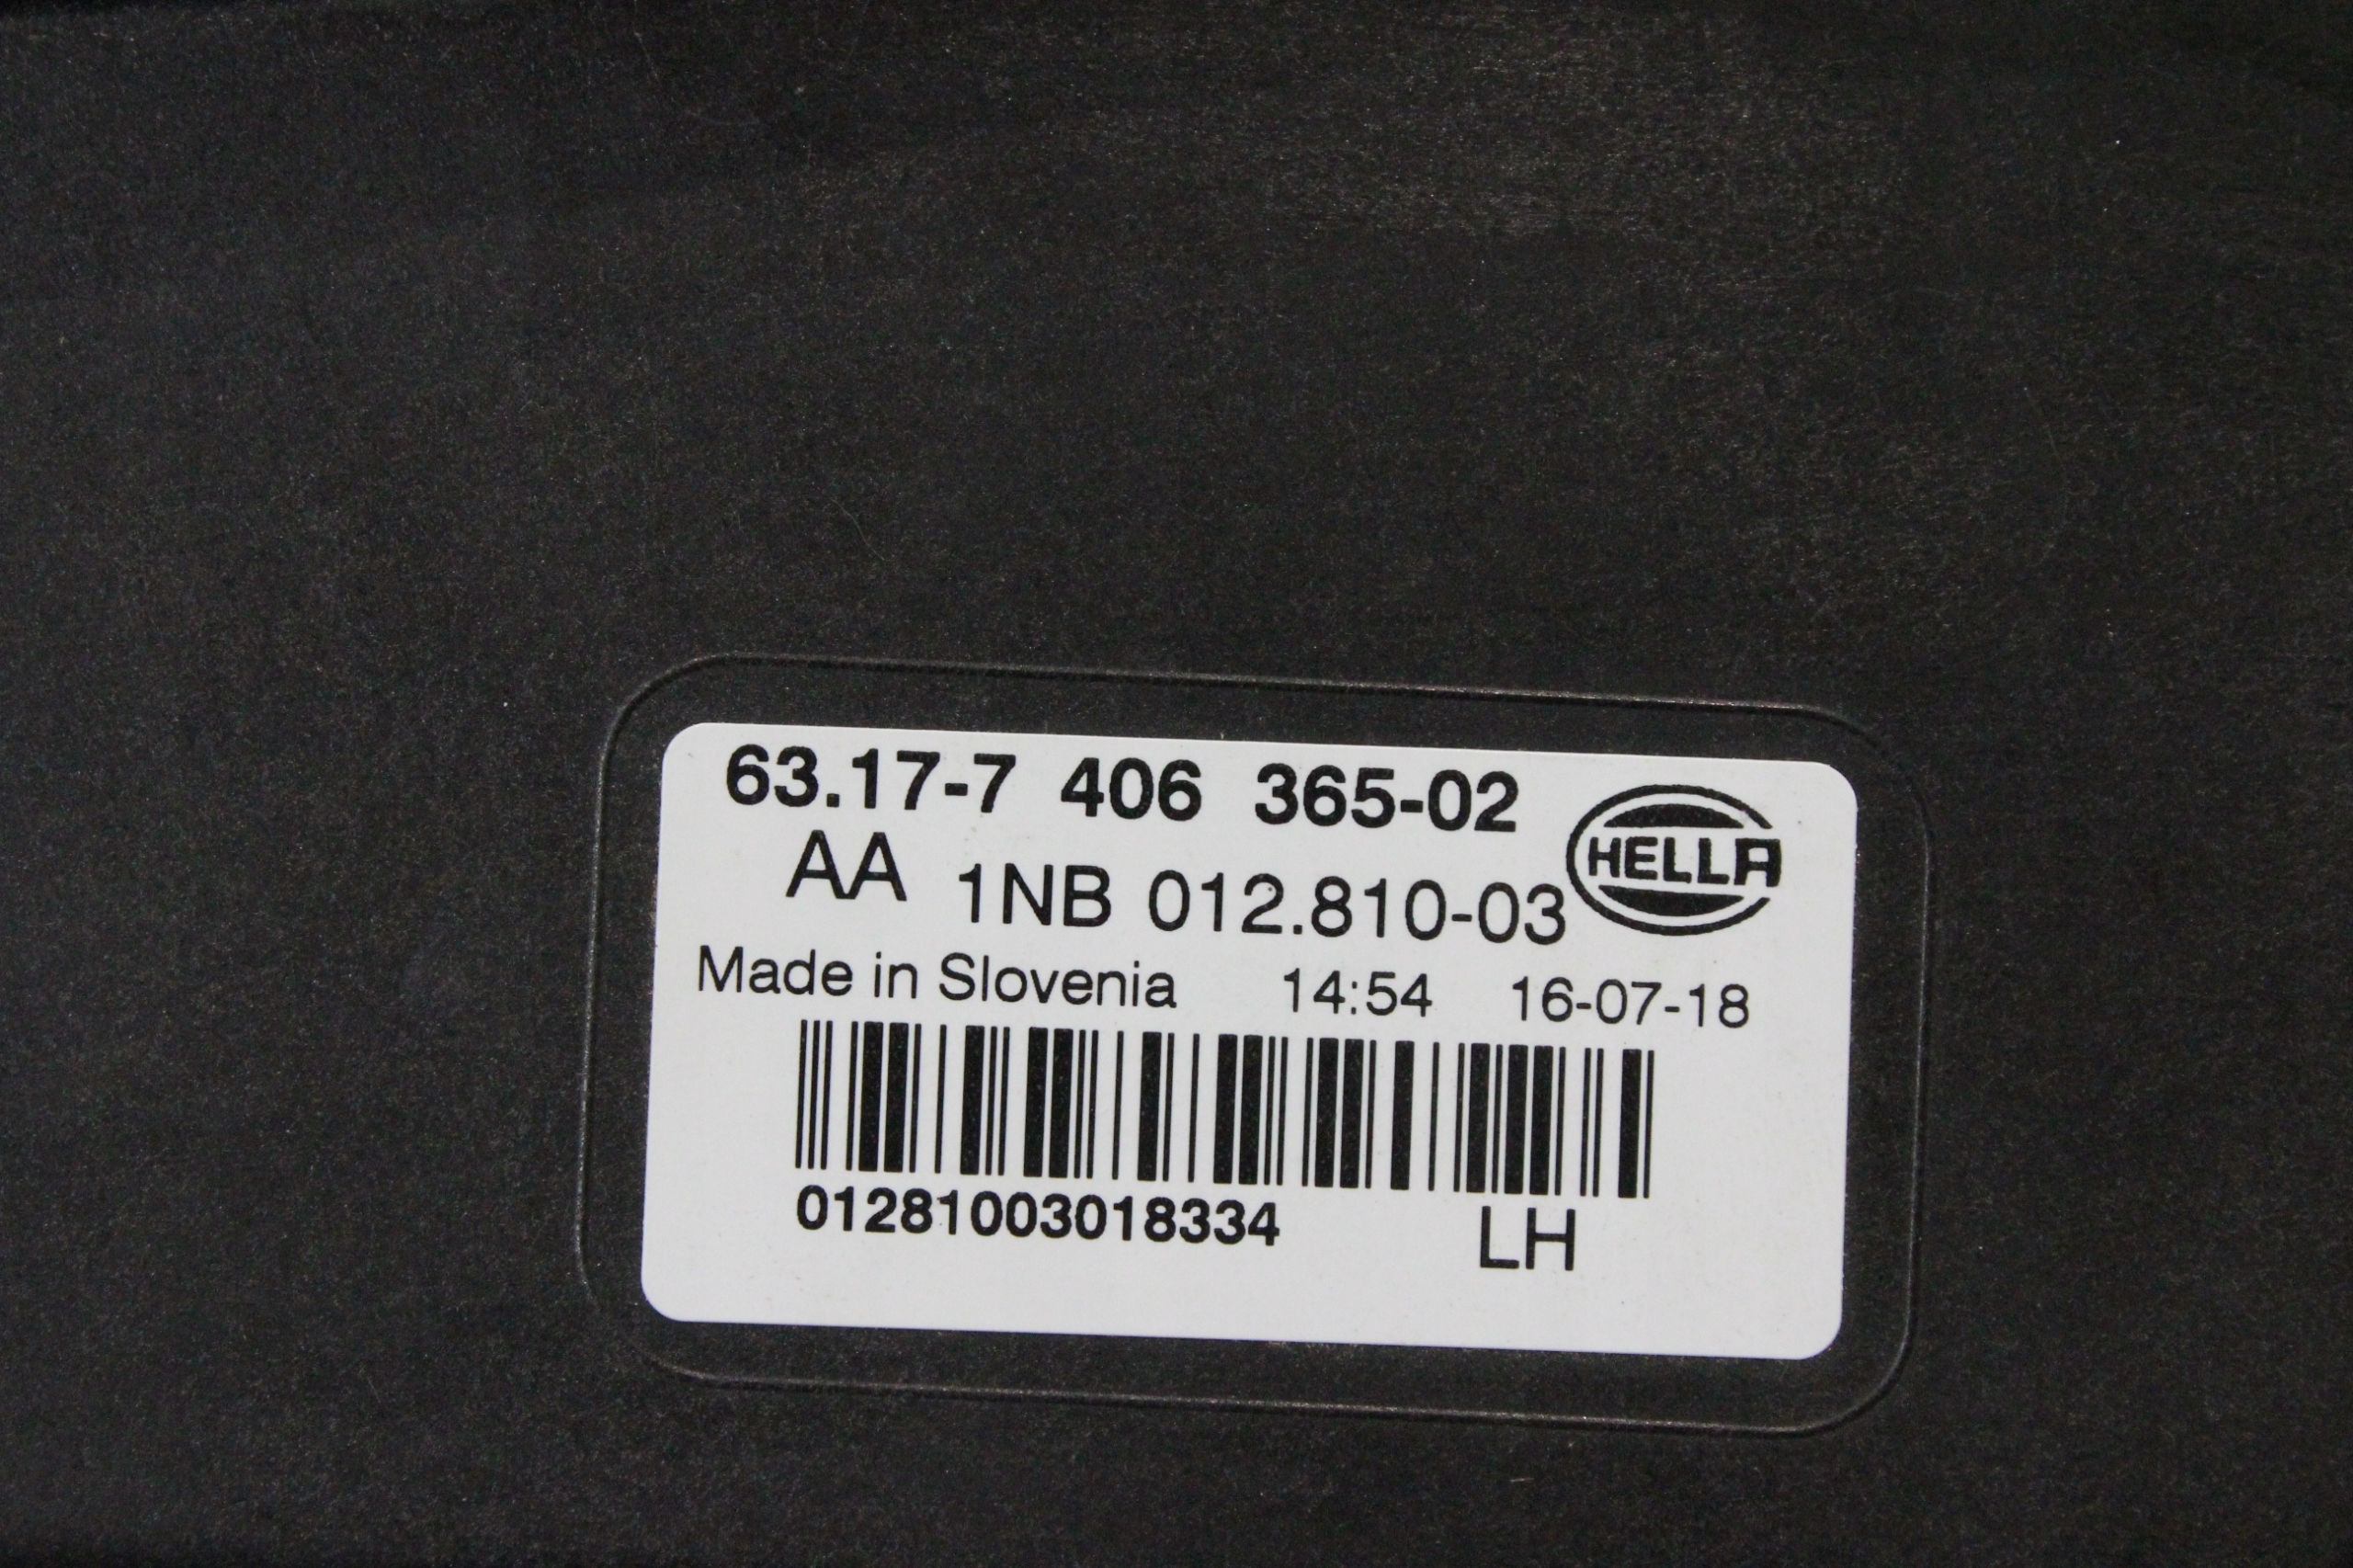 63.17-7 406 365-02
HELLA
AA 1NB 012.810-03
Made in Slovenia 14:54 16-07-18
01281003018334 LH